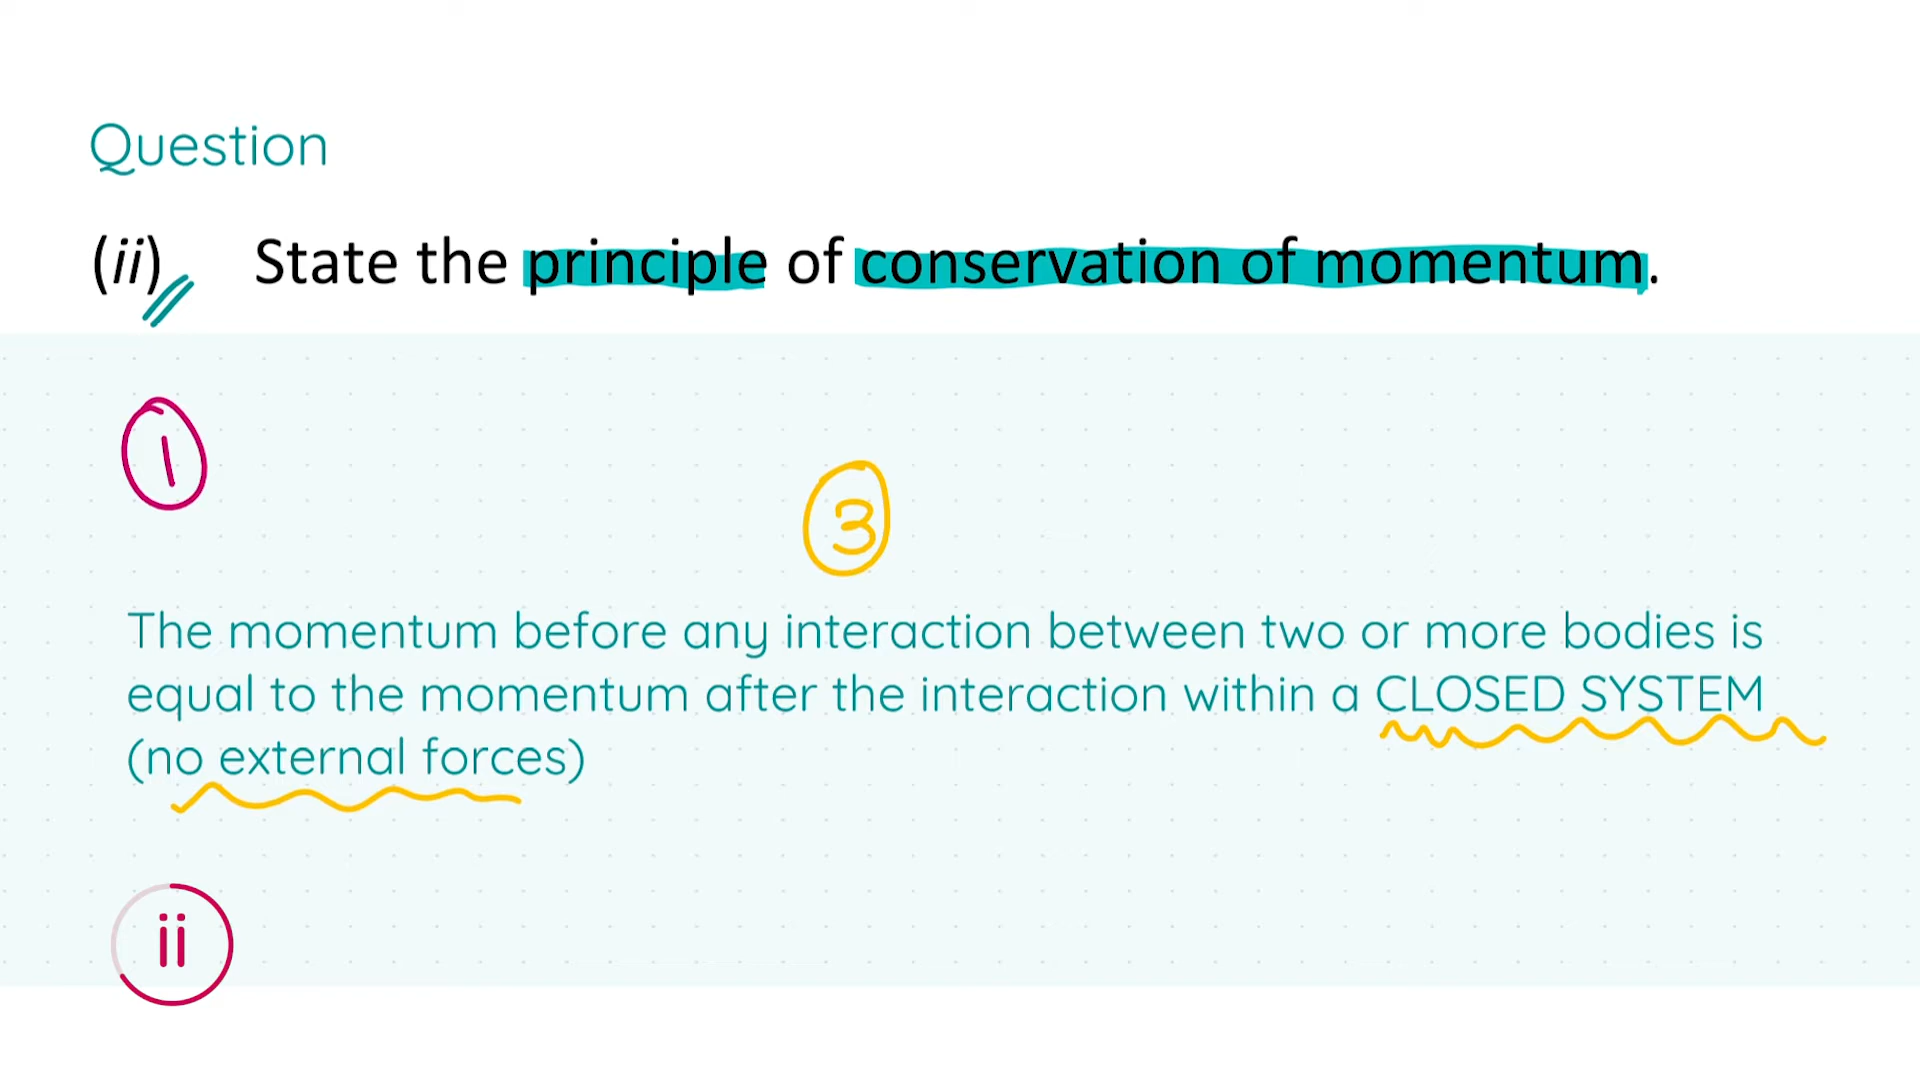 Question
(ii) State the principle of conservation of momentum.
1
3
The momentum before any interaction between two or more bodies is
equal to the momentum after the interaction within a CLOSED SYSTEM
(no external forces)
ii